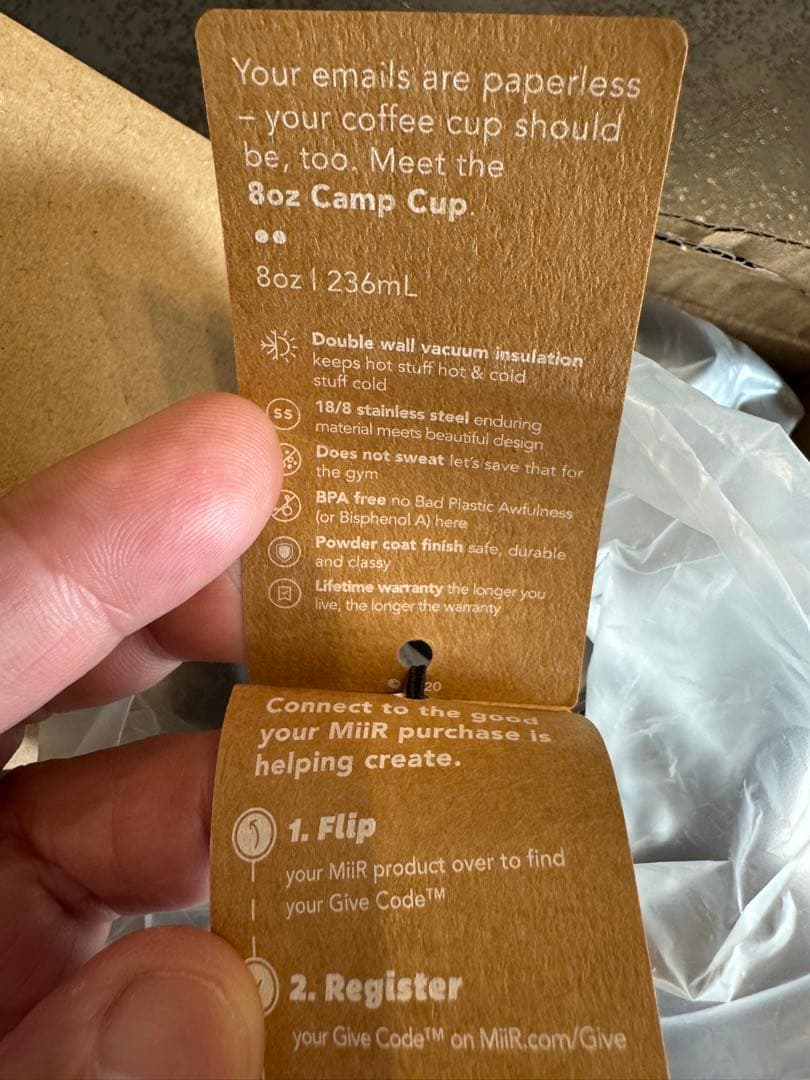 Your emails are paperless
– your coffee cup should
be, too. Meet the
8oz Camp Cup.
8oz | 236mL
Double wall vacuum insulation
keeps hot stuff hot & cold
stuff cold
SS
18/8 stainless steel enduring
material meets beautiful design
Does not sweat let's save that for
the gym
BPA free no Bad Plastic Awfulness
(or Bisphenol A) here
Powder coat finish safe, durable
and classy
Lifetime warranty the longer you
live, the longer the warranty
© 20
Connect to the good
your MiiR purchase is
helping create.
1. Flip
your MiiR product over to find
your Give Code™
2. Register
your Give Code™ on MiiR.com/Give